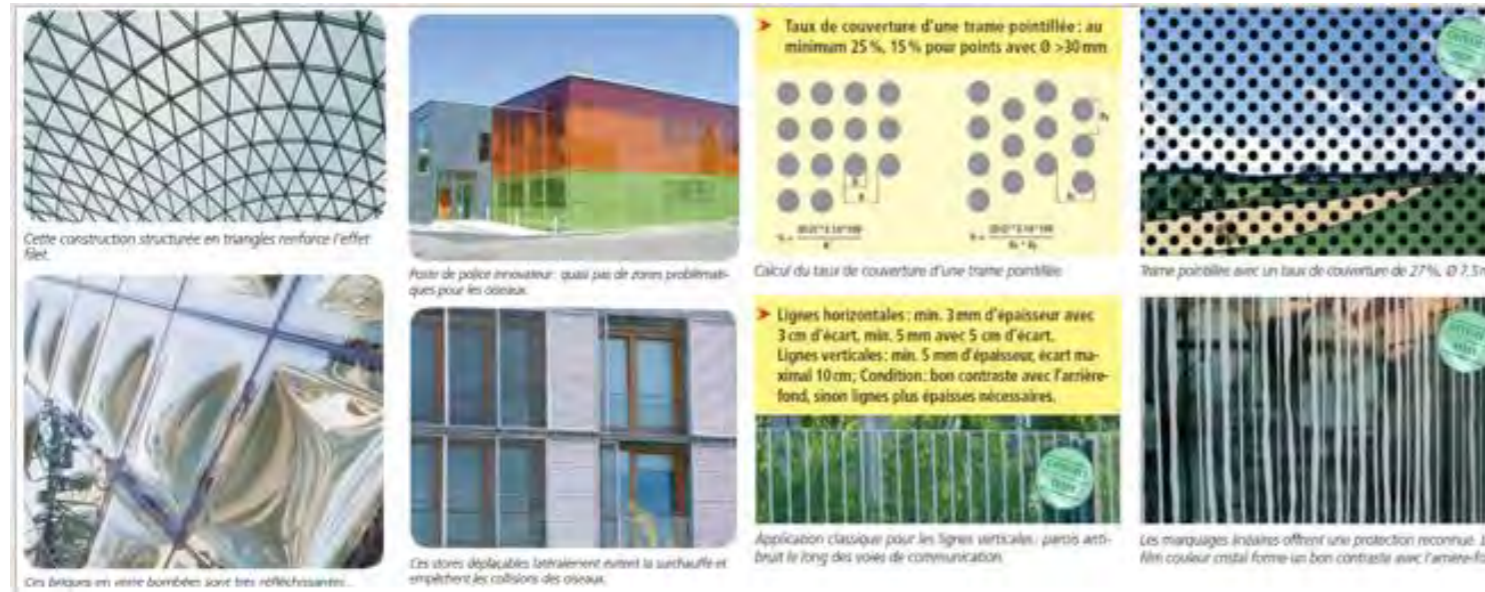 Cette construction structurée en triangles renforce l'effet
filet.
Ces briques en verre bombées sont très réfléchissantes...
Poste de police innovateur: quasi pas de zones problémati-
ques pour les oiseaux.
Ces stores déplaçables latéralement évitent la surchauffe et
empêchent les collisions des oiseaux.
➤ Taux de couverture d'une trame pointillée: au
minimum 25 %, 15 % pour points avec Ø >30 mm
Calcul du taux de couverture d'une trame pointillée.
➤ Lignes horizontales: min. 3 mm d'épaisseur avec
3 cm d'écart, min. 5 mm avec 5 cm d'écart.
Lignes verticales: min. 5 mm d'épaisseur, écart ma-
ximal 10 cm; Condition: bon contraste avec l'arrière-
fond, sinon lignes plus épaisses nécessaires.
Application classique pour les lignes verticales: parois anti-
bruit le long des voies de communication.
Trame pointillée avec un taux de couverture de 27 %, Ø 7,5
Les marquages linéaires offrent une protection reconnue.
film couleur cristal forme un bon contraste avec l'arrière-fo